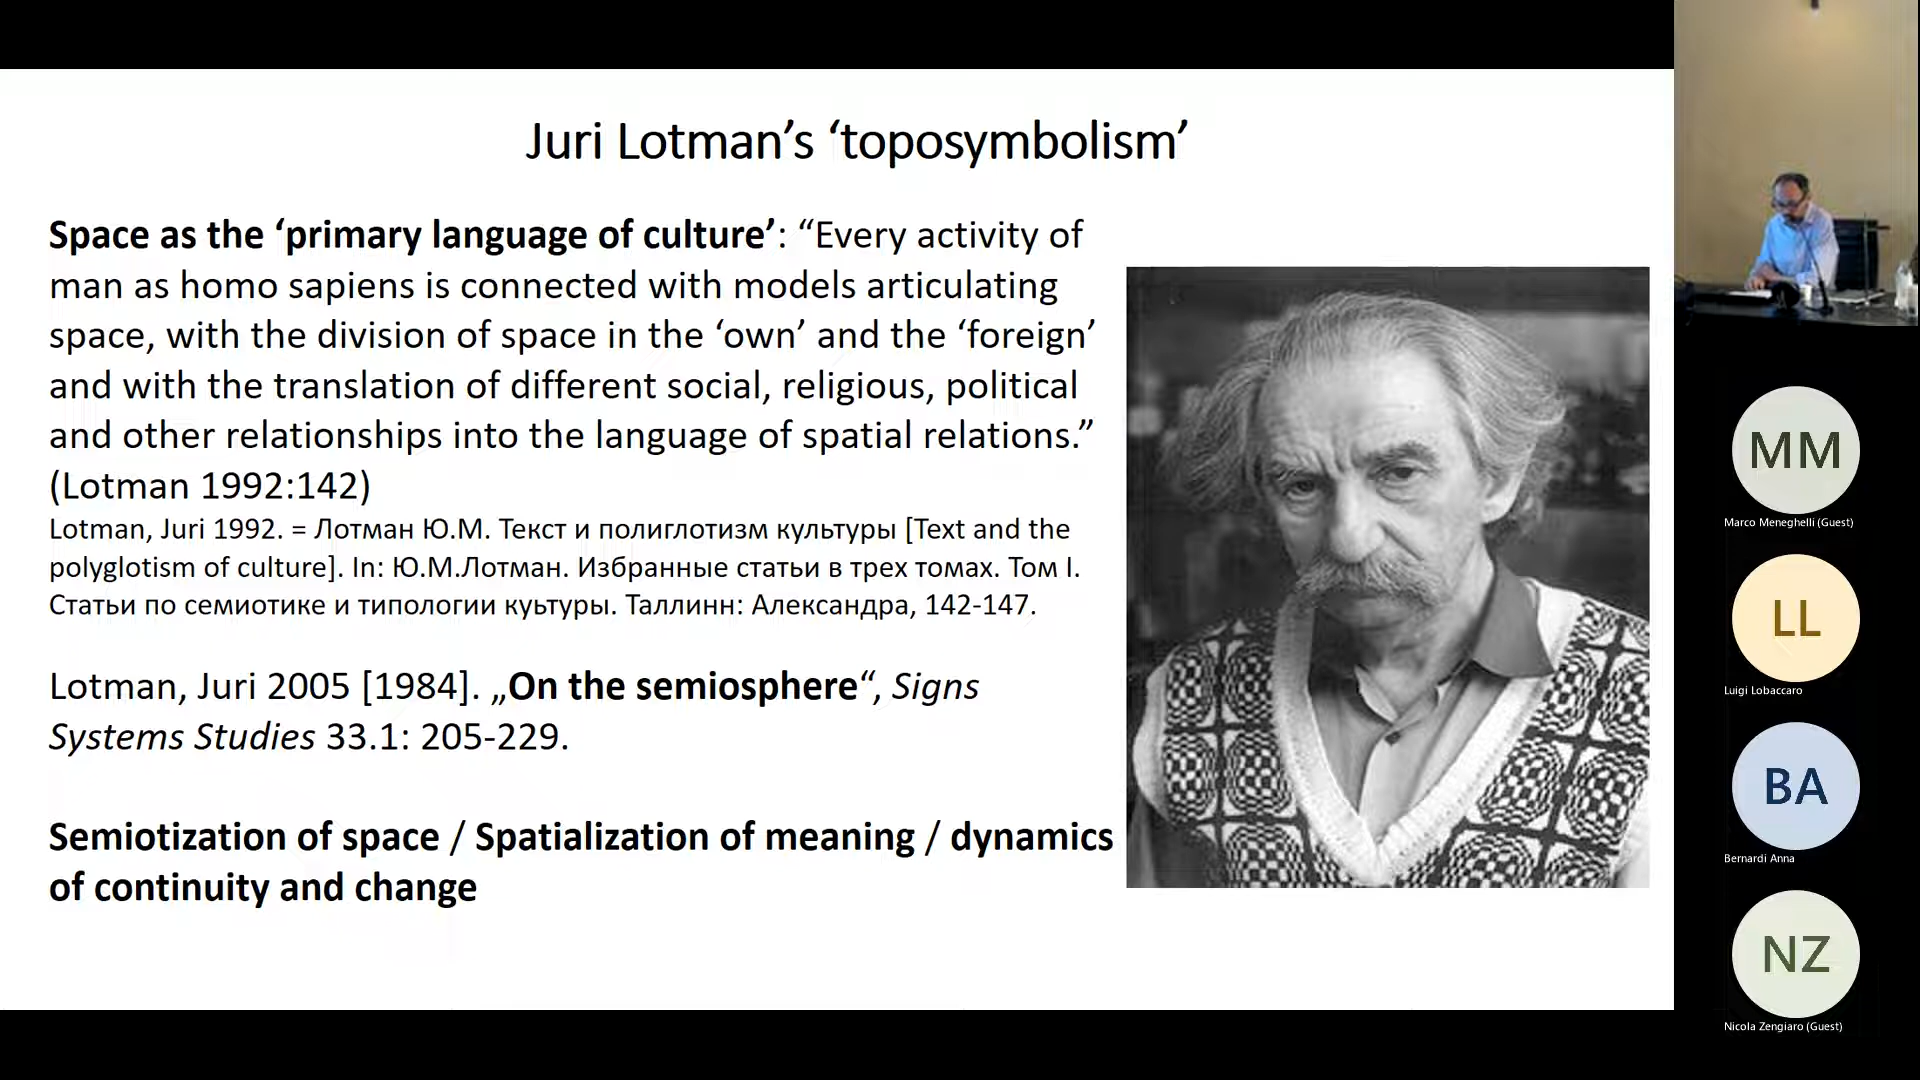 Juri Lotman’s ‘toposymbolism’
Space as the ‘primary language of culture’: “Every activity of
man as homo sapiens is connected with models articulating
space, with the division of space in the ‘own’ and the ‘foreign’
and with the translation of different social, religious, political
and other relationships into the language of spatial relations.”
(Lotman 1992:142)
Lotman, Juri 1992. = Лотман Ю.М. Текст и полиглотизм культуры [Text and the
polyglotism of culture]. In: Ю.М.Лотман. Избранные статьи в трех томах. Том I.
Статьи по семиотике и типологии куьтуры. Таллинн: Александра, 142-147.
Lotman, Juri 2005 [1984]. „On the semiosphere“, Signs
Systems Studies 33.1: 205-229.
Semiotization of space / Spatialization of meaning / dynamics
of continuity and change
MM
Marco Meneghelli (Guest)
LL
Luigi Lobaccaro
BA
Bernardi Anna
NZ
Nicola Zengiaro (Guest)